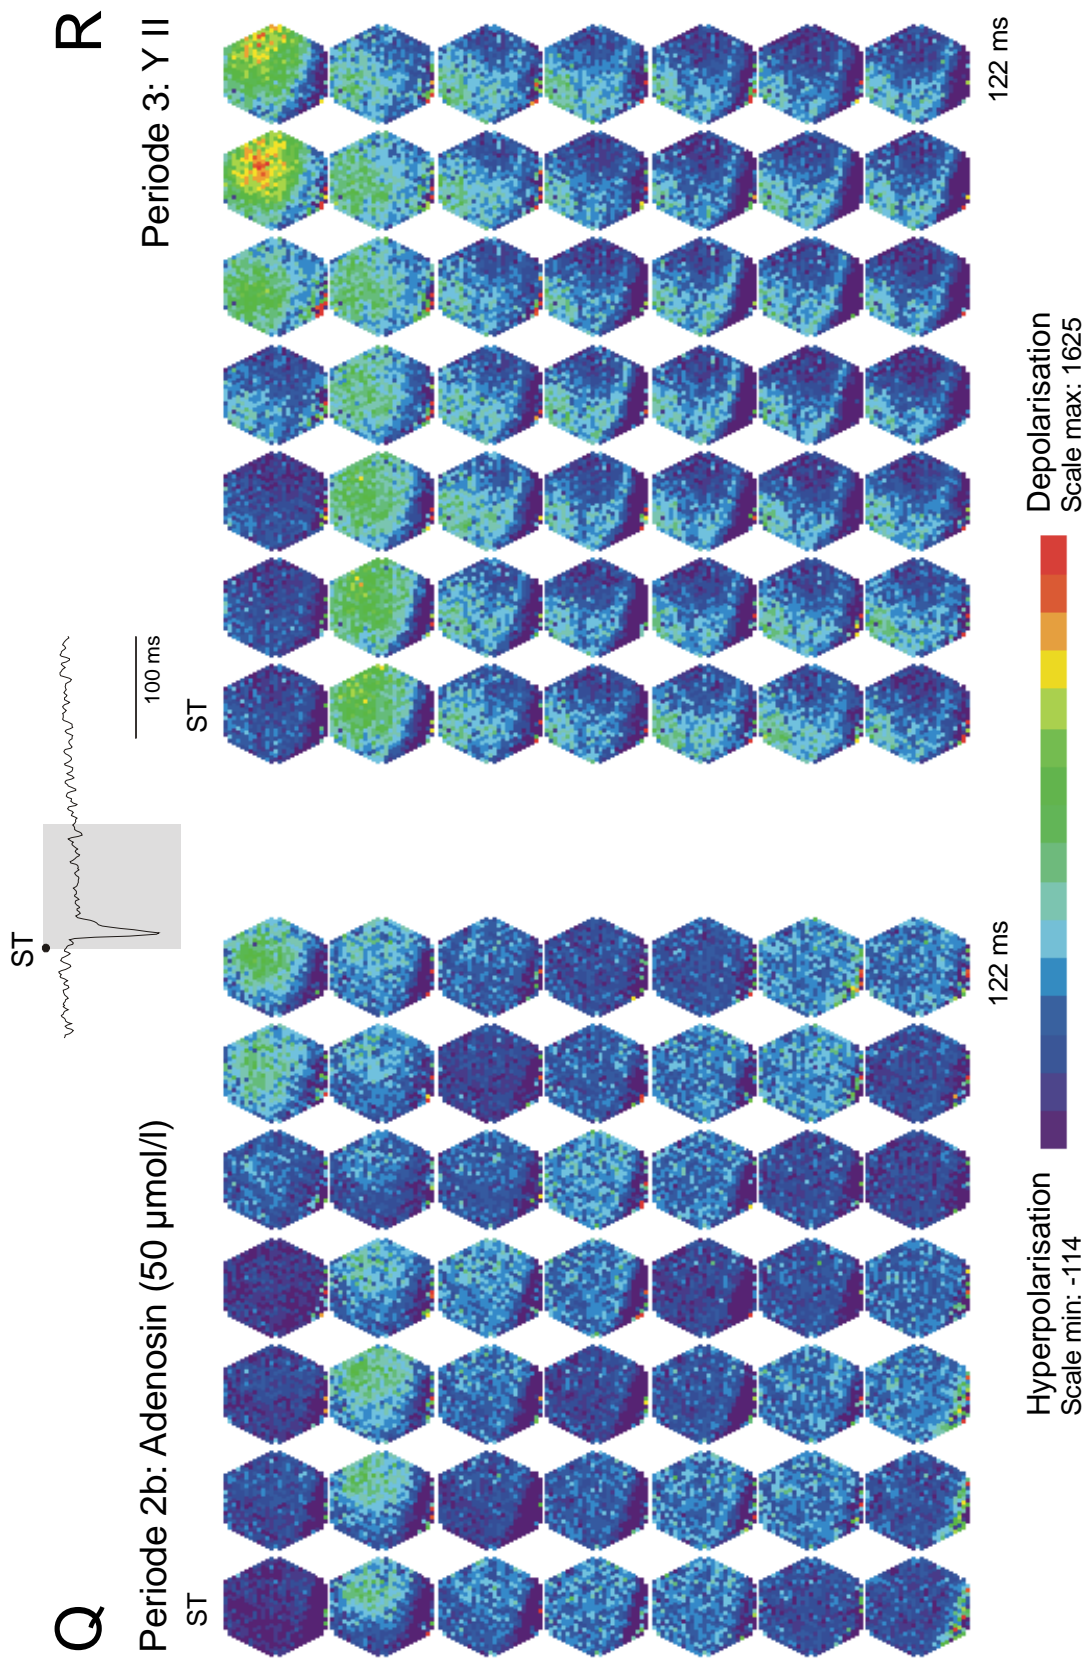 Q
Periode 2b: Adenosin (50 µmol/l)
ST
122 ms
ST
100 ms
R
Periode 3: Y II
ST
122 ms
Hyperpolarisation
Scale min: -114
Depolarisation
Scale max: 1625